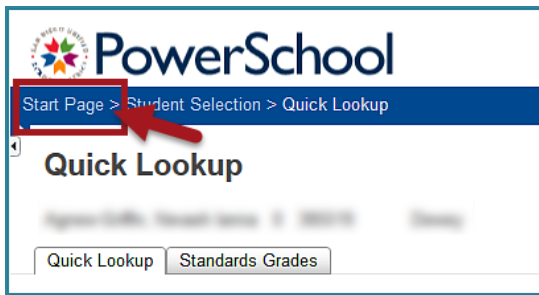 PowerSchool
Start Page > Student Selection > Quick Lookup
Quick Lookup
Quick Lookup Standards Grades